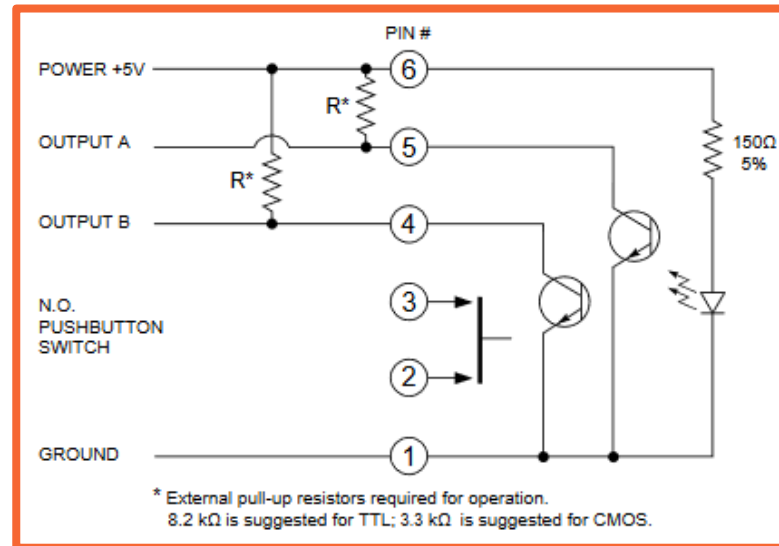 PIN #
POWER +5V
6
R*
OUTPUT A
5
150Ω
5%
R*
OUTPUT B
4
N.O.
PUSHBUTTON
SWITCH
3
2
GROUND
1
* External pull-up resistors required for operation.
8.2 kΩ is suggested for TTL; 3.3 kΩ is suggested for CMOS.